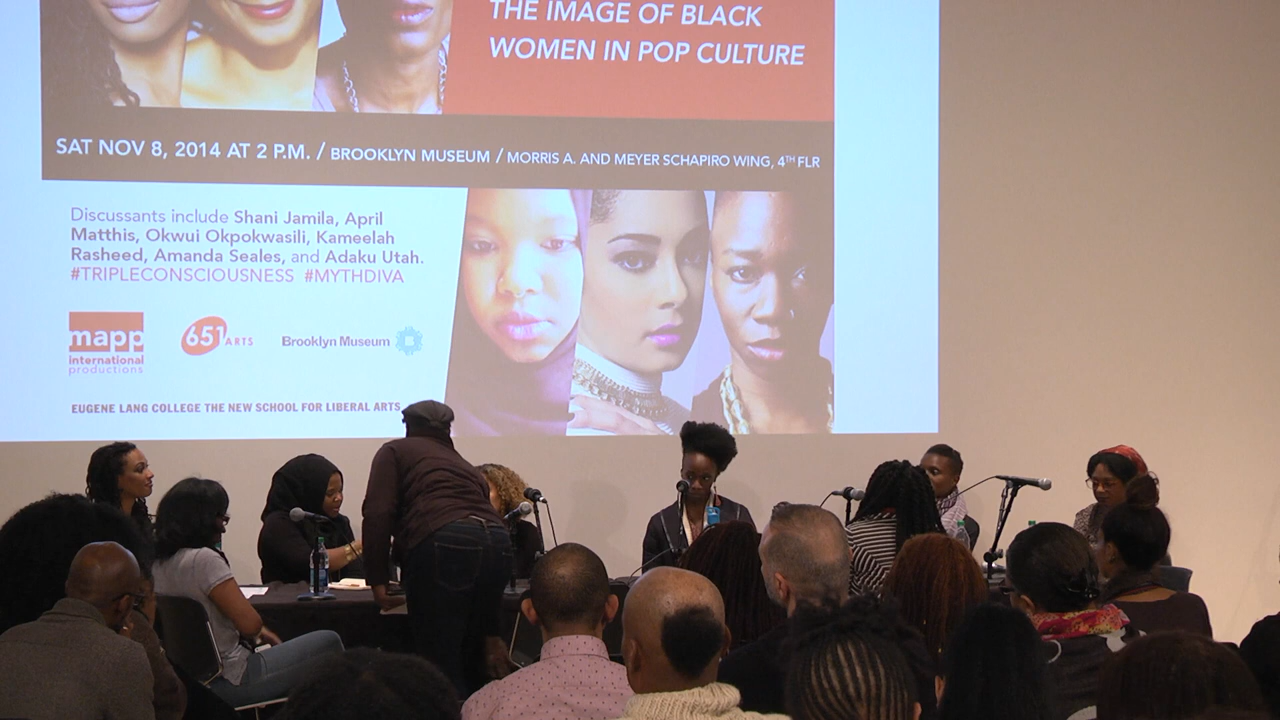 THE IMAGE OF BLACK
WOMEN IN POP CULTURE
SAT NOV 8, 2014 AT 2 P.M. / BROOKLYN MUSEUM / MORRIS A. AND MEYER SCHAPIRO WING, 4TH FLR
Discussants include Shani Jamila, April
Matthis, Okwui Okpokwasili, Kameelah
Rasheed, Amanda Seales, and Adaku Utah.
#TRIPLECONSCIOUSNESS #MYTHDIVA
mapp
international
productions
651 ARTS
Brooklyn Museum B
EUGENE LANG COLLEGE THE NEW SCHOOL FOR LIBERAL ARTS